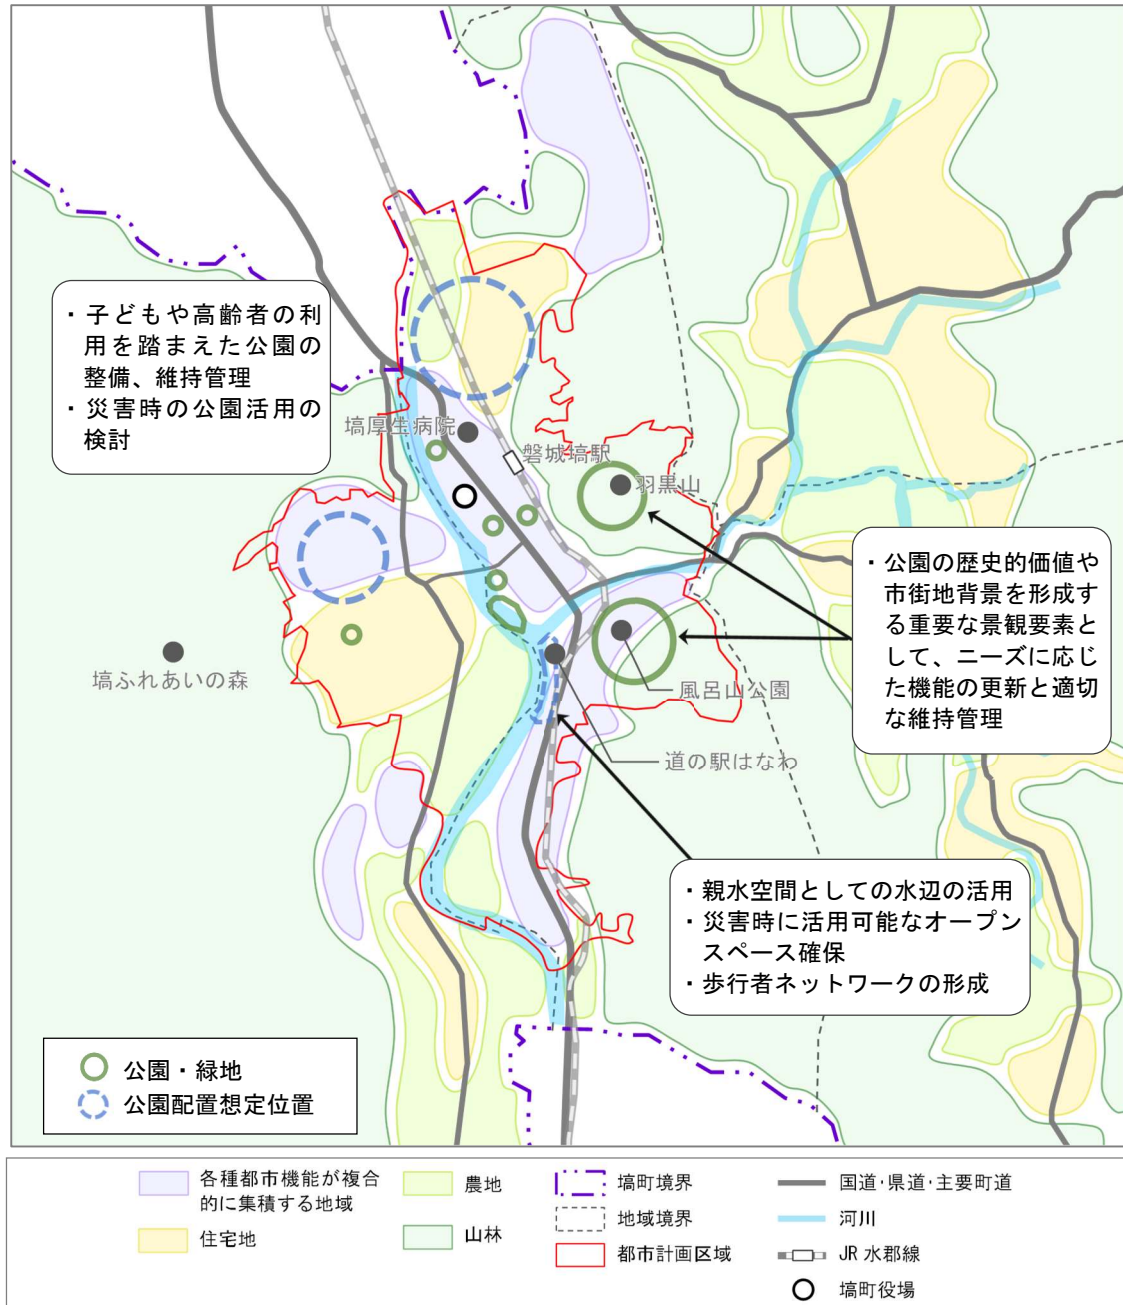 ・子どもや高齢者の利
用を踏まえた公園の
整備、維持管理
・災害時の公園活用の
検討
塙厚生病院
磐城塙駅
羽黒山
・公園の歴史的価値や
市街地背景を形成す
る重要な景観要素と
して、ニーズに応じ
た機能の更新と適切
な維持管理
塙ふれあいの森
風呂山公園
道の駅はなわ
・親水空間としての水辺の活用
・災害時に活用可能なオープン
スペース確保
・歩行者ネットワークの形成
公園・緑地
公園配置想定位置
各種都市機能が複合
的に集積する地域
住宅地
農地
山林
塙町境界
地域境界
都市計画区域
国道・県道・主要町道
河川
JR 水郡線
塙町役場